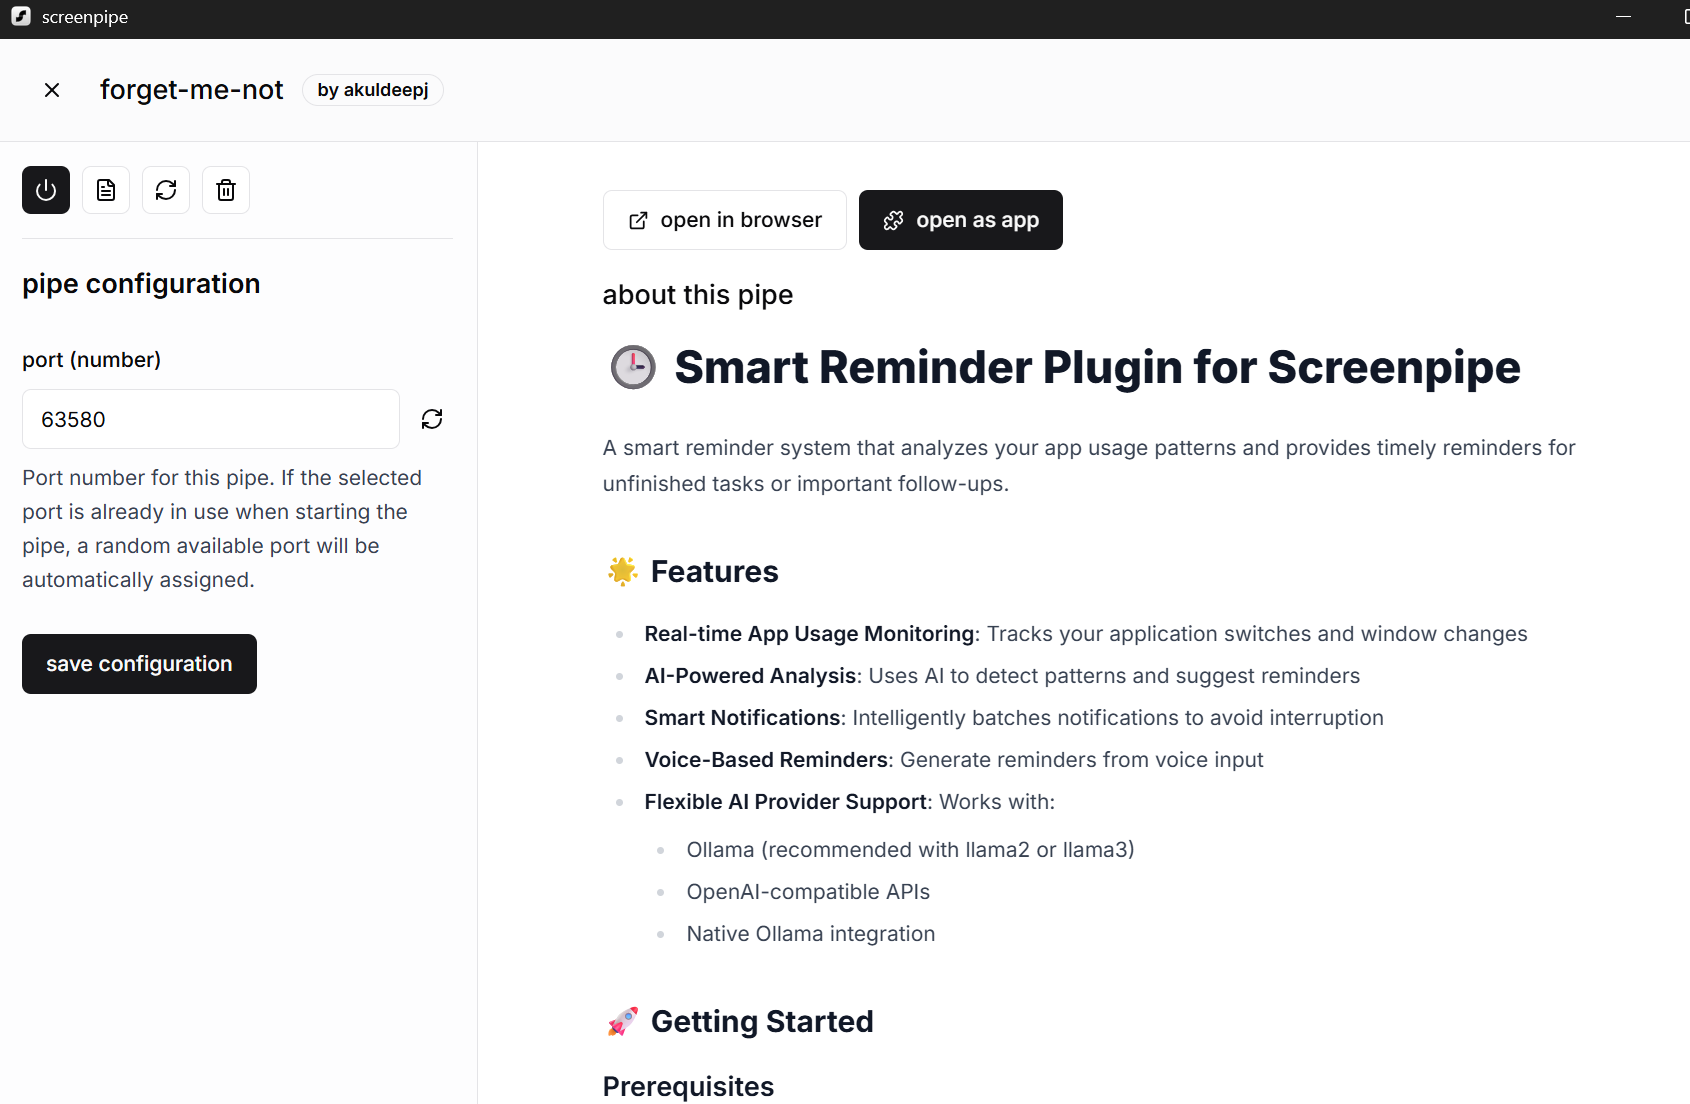 screenpipe
forget-me-not
by akuldeepj
pipe configuration
port (number)
63580
Port number for this pipe. If the selected
port is already in use when starting the
pipe, a random available port will be
automatically assigned.
save configuration
open in browser
open as app
about this pipe
Smart Reminder Plugin for Screenpipe
A smart reminder system that analyzes your app usage patterns and provides timely reminders for
unfinished tasks or important follow-ups.
Features
Real-time App Usage Monitoring: Tracks your application switches and window changes
AI-Powered Analysis: Uses AI to detect patterns and suggest reminders
Smart Notifications: Intelligently batches notifications to avoid interruption
Voice-Based Reminders: Generate reminders from voice input
Flexible AI Provider Support: Works with:
Ollama (recommended with llama2 or llama3)
OpenAI-compatible APIs
Native Ollama integration
Getting Started
Prerequisites